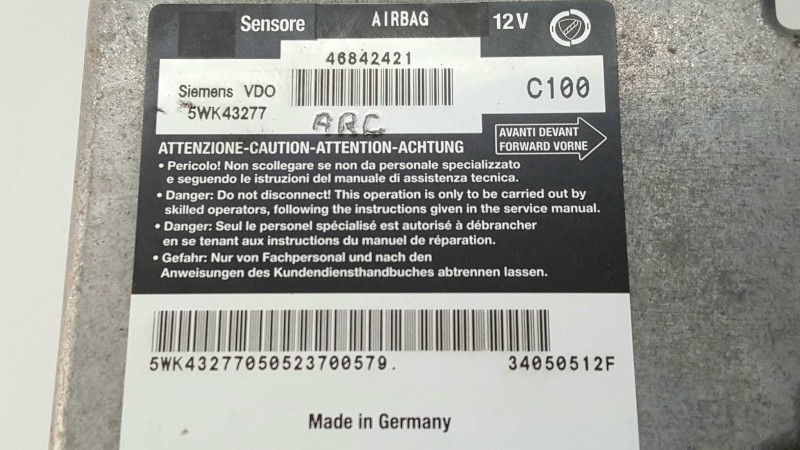 Sensore AIRBAG 12V
46842421
Siemens VDO
C100
5WK43277
ARC
AVANTI DEVANT
FORWARD VORNE
ATTENZIONE-CAUTION-ATTENTION-ACHTUNG
• Pericolo! Non scollegare se non da personale specializzato
e seguendo le istruzioni del manuale di assistenza tecnica.
• Danger: Do not disconnect! This operation is only to be carried out by
skilled operators, following the instructions given in the service manual.
• Danger: Seul le personel spécialisé est autorisé à débrancher
en se tenant aux instructions du manuel de réparation.
• Gefahr: Nur von Fachpersonal und nach den
Anweisungen des Kundendiensthandbuches abtrennen lassen.
5WK43277050523700579.
34050512F
Made in Germany